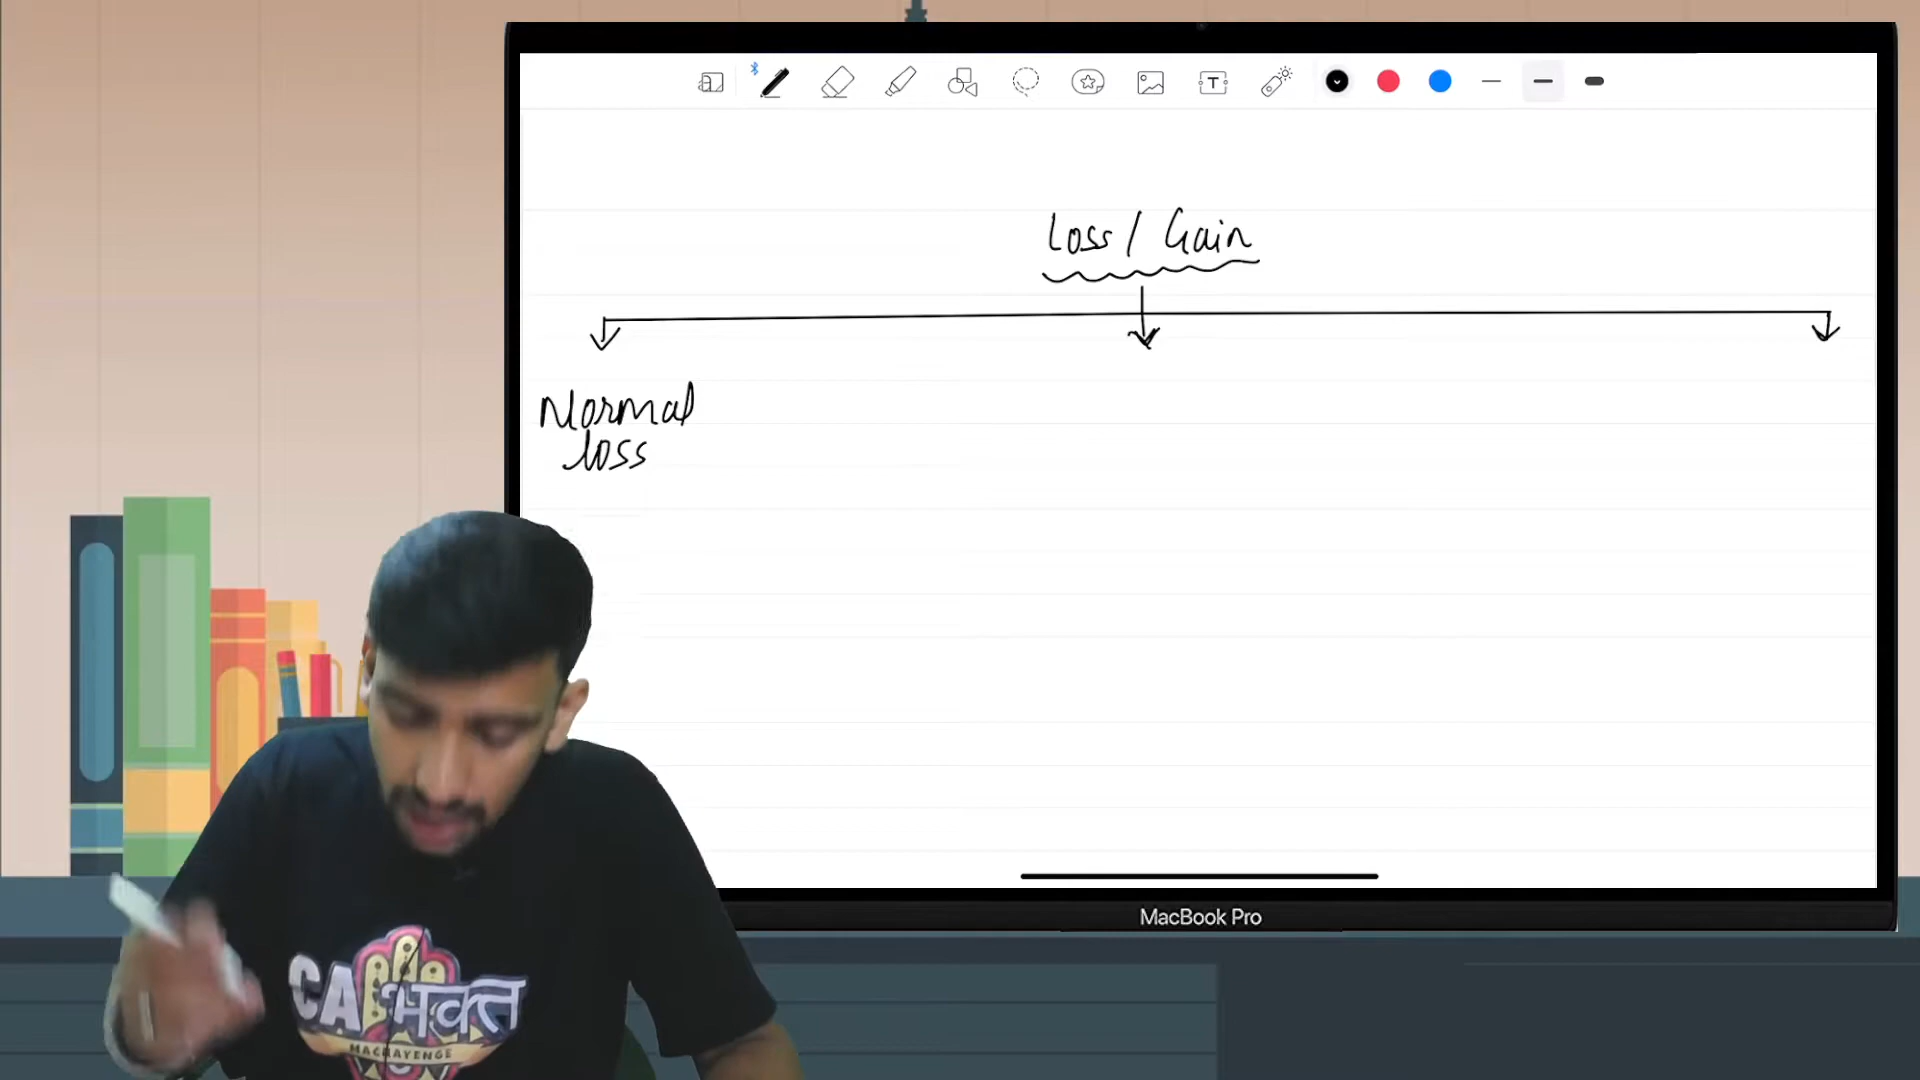 Loss / Gain
Normal
loss
CA भक्त
MACHAYENGE
MacBook Pro